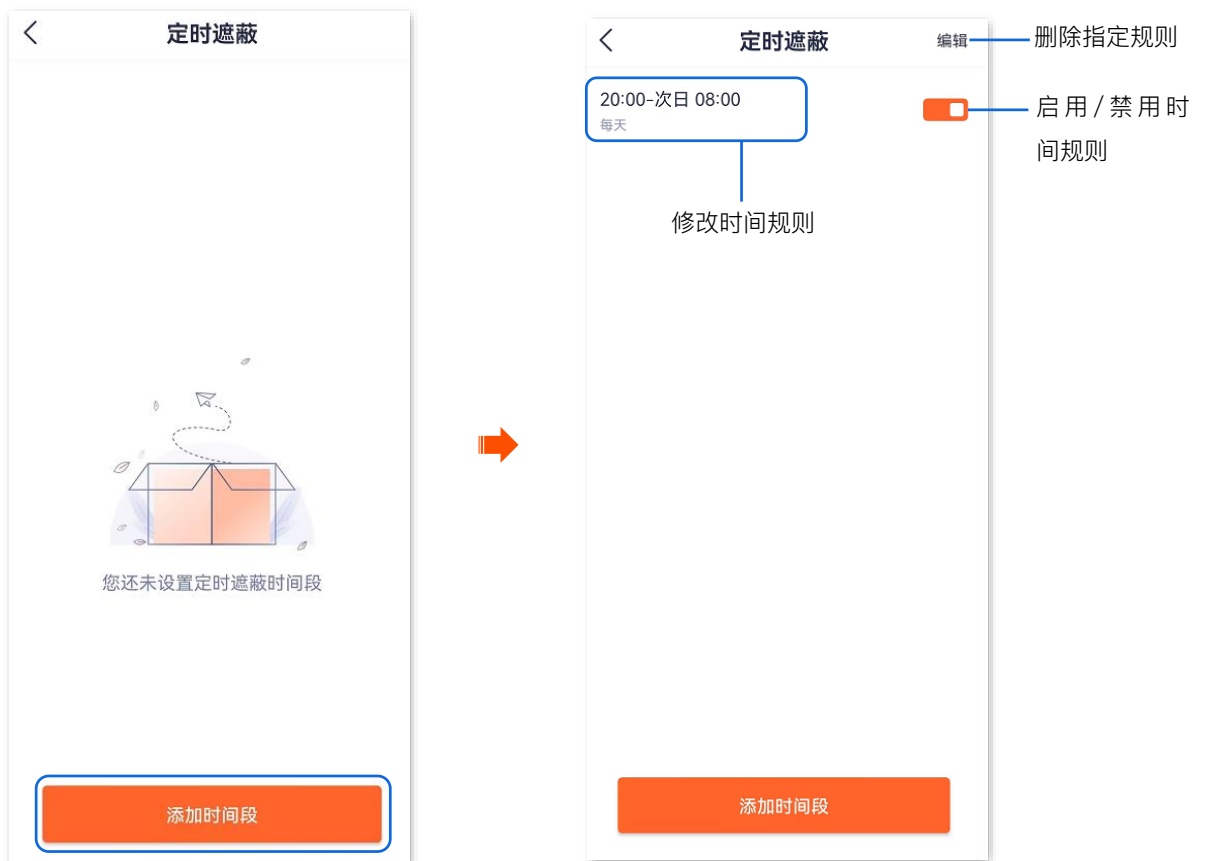 定时遮蔽
您还未设置定时遮蔽时间段
添加时间段
定时遮蔽
编辑
删除指定规则
20:00-次日 08:00
每天
启用/禁用时
间规则
修改时间规则
添加时间段